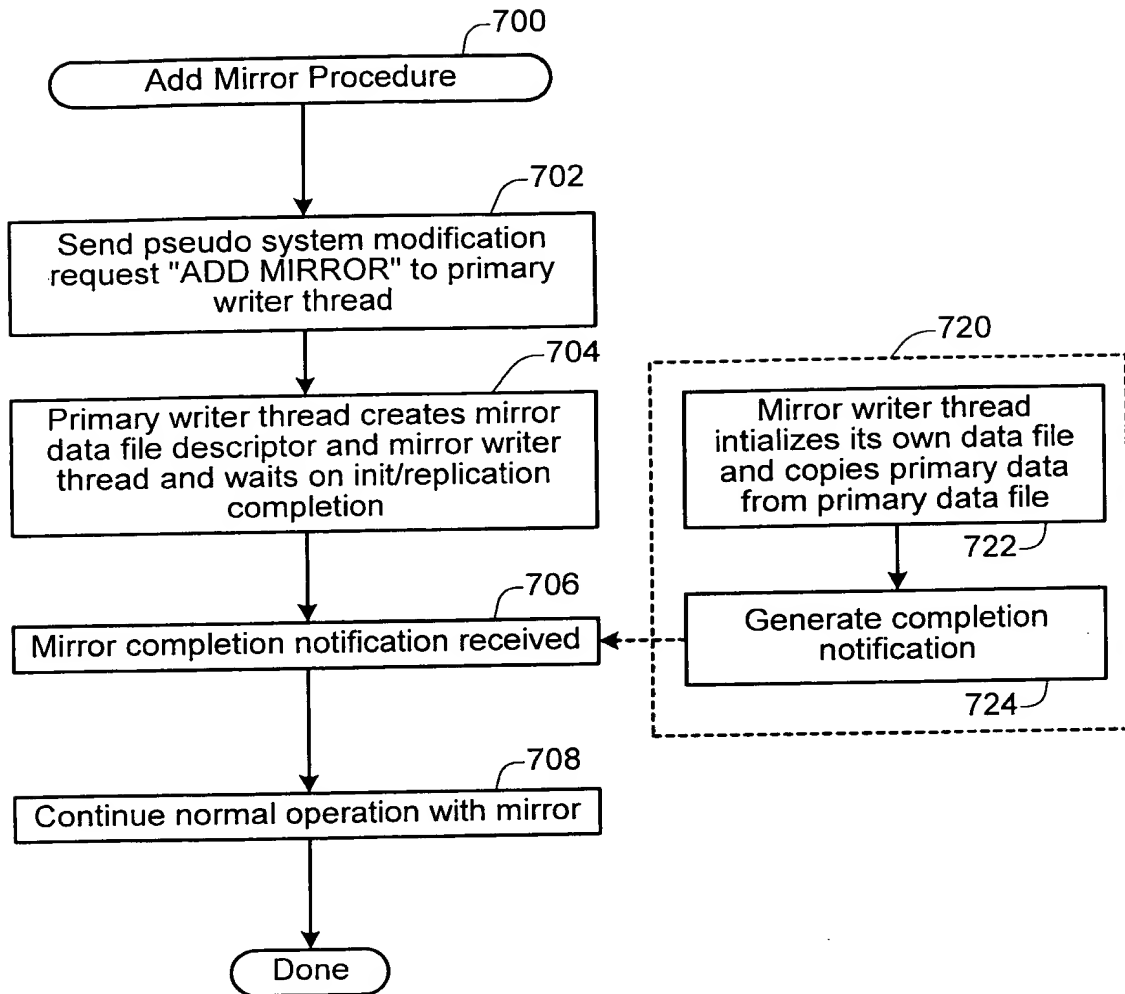 700
Add Mirror Procedure
702
Send pseudo system modification
request "ADD MIRROR" to primary
writer thread
704
Primary writer thread creates mirror
data file descriptor and mirror writer
thread and waits on init/replication
completion
720
Mirror writer thread
intializes its own data file
and copies primary data
from primary data file
722
706
Mirror completion notification received
Generate completion
notification
724
708
Continue normal operation with mirror
Done